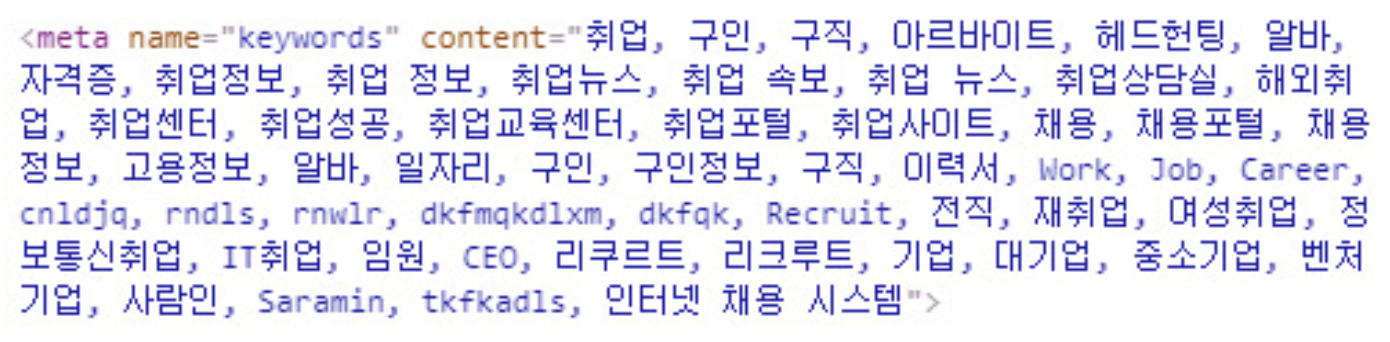 <meta name="keywords" content="취업, 구인, 구직, 아르바이트, 헤드헌팅, 알바,
자격증, 취업정보, 취업 정보, 취업뉴스, 취업 속보, 취업 뉴스, 취업상담실, 해외취
업, 취업센터, 취업성공, 취업교육센터, 취업포털, 취업사이트, 채용, 채용포털, 채용
정보, 고용정보, 알바, 일자리, 구인, 구인정보, 구직, 이력서, Work, Job, Career,
cnldjq, rndls, rnwlr, dkfmqkdlxm, dkfqk, Recruit, 전직, 재취업, 여성취업, 정
보통신취업, IT취업, 임원, CEO, 리쿠르트, 리크루트, 기업, 대기업, 중소기업, 벤처
기업, 사람인, Saramin, tkfkadls, 인터넷 채용 시스템">